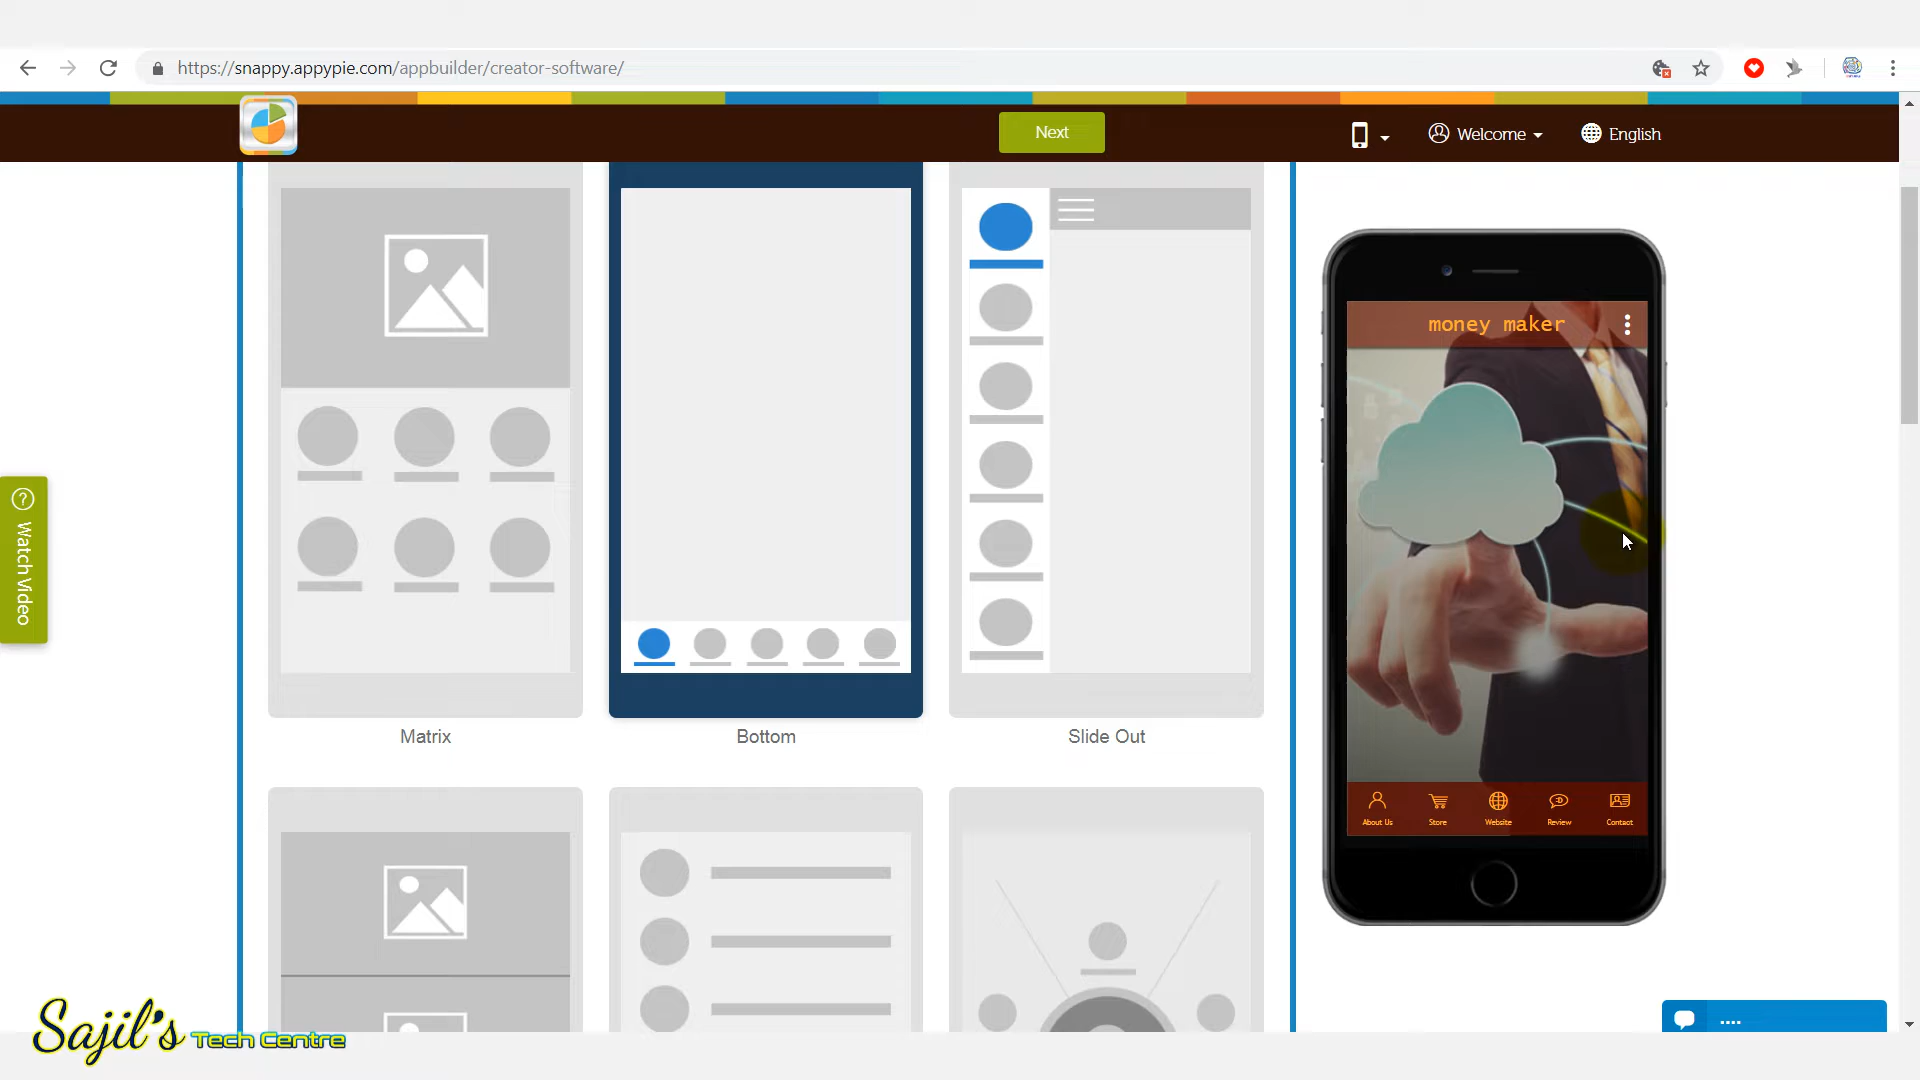 https://snappy.appypie.com/appbuilder/creator-software/
Next
Welcome
English
money maker
Watch Video
About Us
Store
Website
Review
Contact
Matrix
Bottom
Slide Out
....
Sajil's Tech Centre